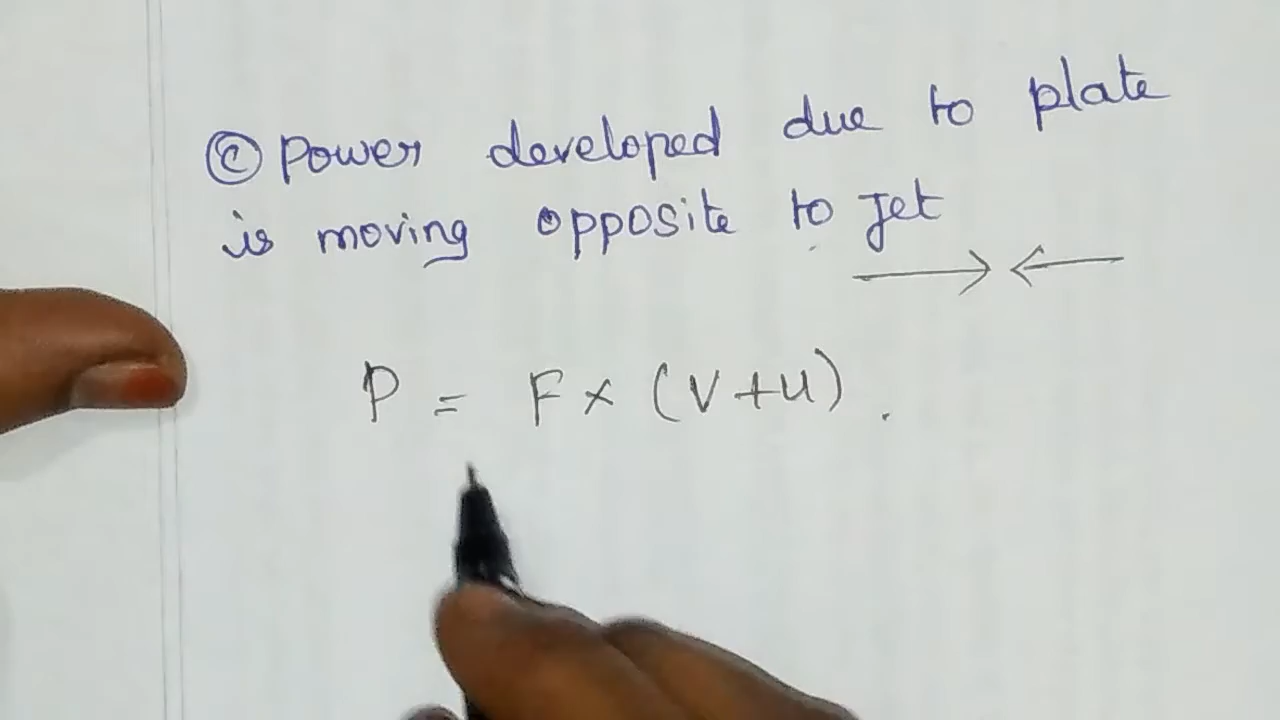 Ⓒ Power developed due to plate
is moving opposite to Jet
P = F × (V+u).